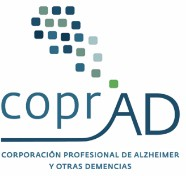 coprAD
CORPORACIÓN PROFESIONAL DE ALZHEIMER
Y OTRAS DEMENCIAS